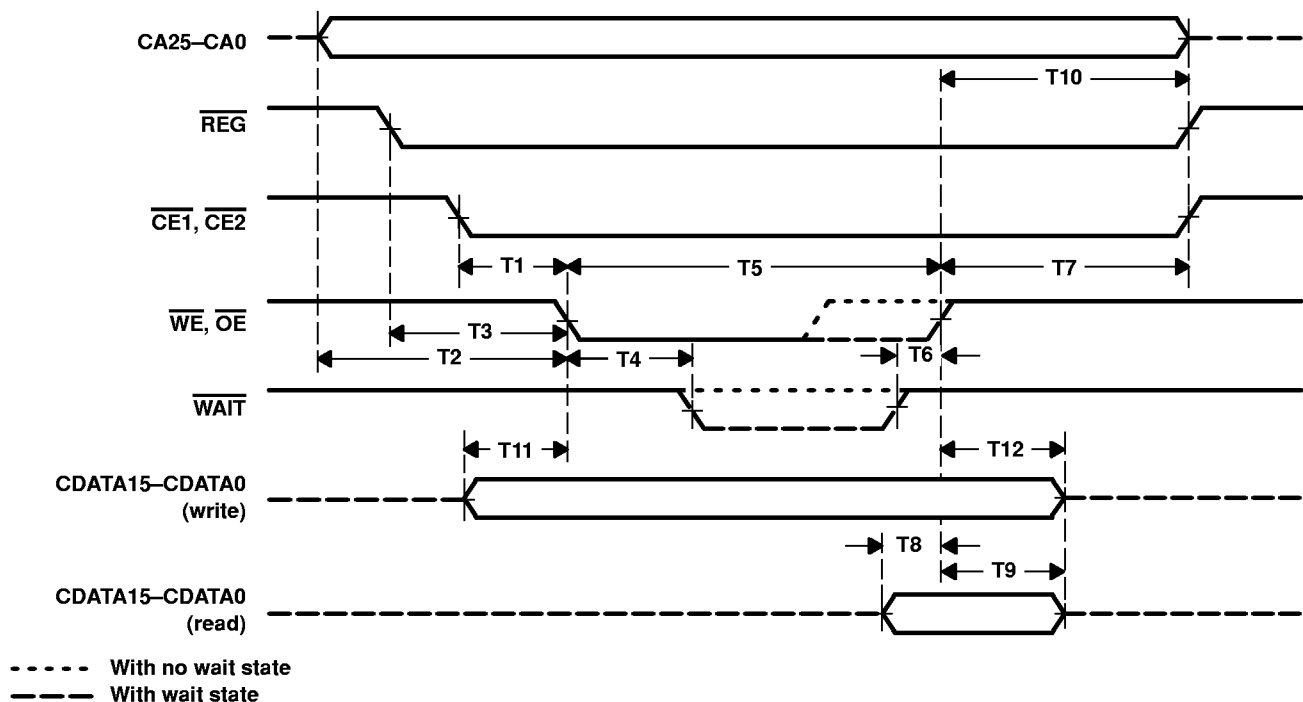 CA25–CA0
T10
REG
CE1, CE2
T1
T5
T7
WE, OE
T3
T6
T2
T4
WAIT
T11
T12
CDATA15–CDATA0
(write)
T8
T9
CDATA15–CDATA0
(read)
With no wait state
With wait state